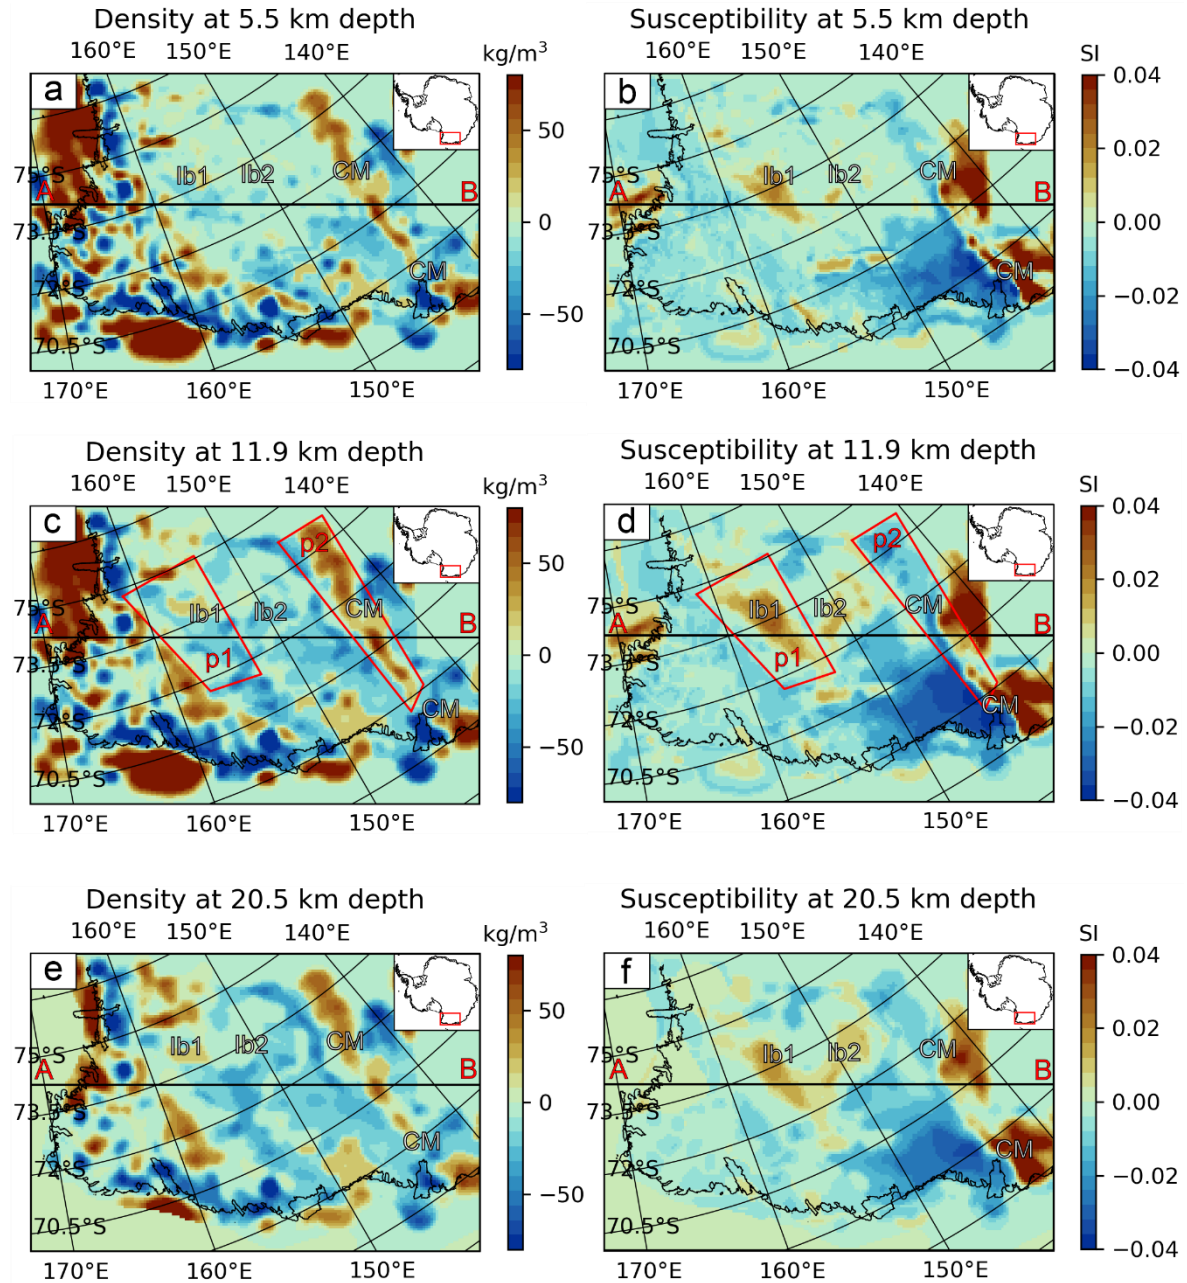 Density at 5.5 km depth
Susceptibility at 5.5 km depth
160°E 150°E 140°E kg/m³
160°E 150°E 140°E SI
a
b
50
0
−50
0.04
0.02
0.00
−0.02
−0.04
Ib1 Ib2 CM
Ib1 Ib2 CM
75°S
A B
73.5°S
CM
72°S
70.5°S
75°S
A B
73.5°S
CM
72°S
70.5°S
170°E 160°E 150°E
170°E 160°E 150°E
Density at 11.9 km depth
Susceptibility at 11.9 km depth
160°E 150°E 140°E kg/m³
160°E 150°E 140°E SI
c
d
50
0
−50
0.04
0.02
0.00
−0.02
−0.04
p2
Ib1 Ib2 CM
p2
Ib1 Ib2 CM
75°S
A B
p1
73.5°S
CM
72°S
70.5°S
75°S
A B
p1
73.5°S
CM
72°S
70.5°S
170°E 160°E 150°E
170°E 160°E 150°E
Density at 20.5 km depth
Susceptibility at 20.5 km depth
160°E 150°E 140°E kg/m³
160°E 150°E 140°E SI
e
f
50
0
−50
0.04
0.02
0.00
−0.02
−0.04
Ib1 Ib2 CM
Ib1 Ib2 CM
75°S
A B
73.5°S
CM
72°S
70.5°S
75°S
A B
73.5°S
CM
72°S
70.5°S
170°E 160°E 150°E
170°E 160°E 150°E